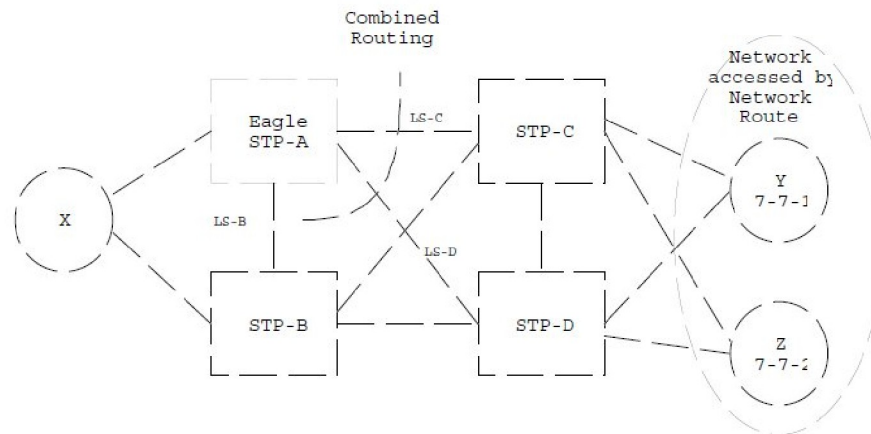 Combined
Routing
Network
accessed by
Network
Route
Eagle
STP-A
LS-C
STP-C
Y
7-7-1
X
LS-B
LS-D
STP-B
STP-D
Z
7-7-2